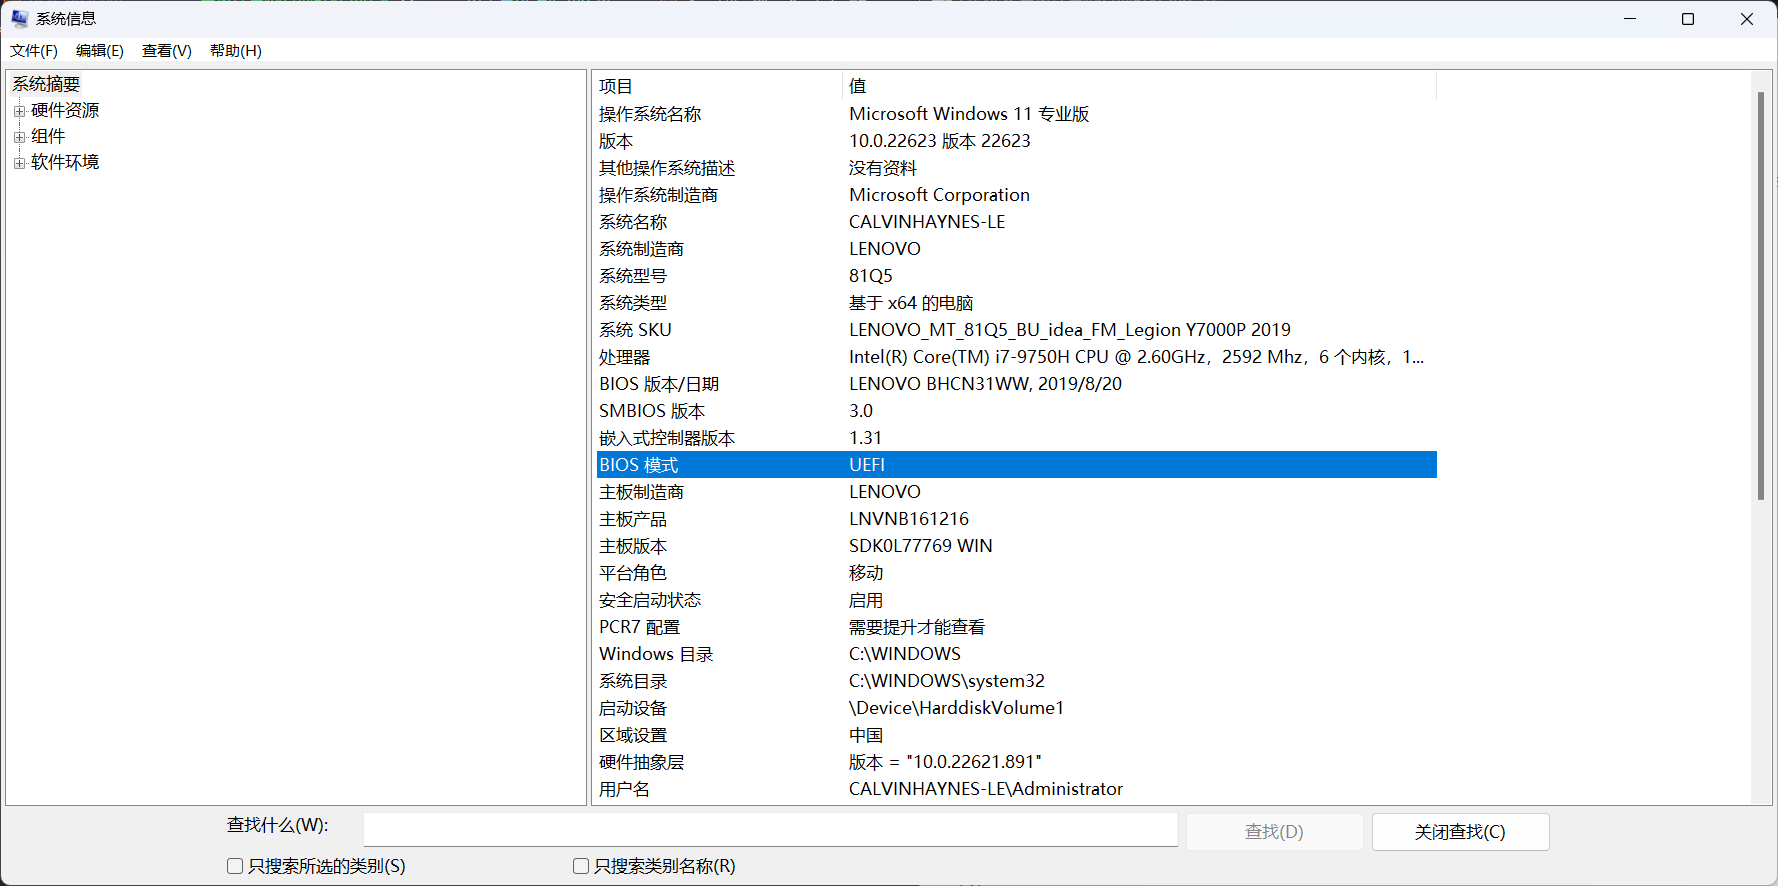 系统信息
文件(F) 编辑(E) 查看(V) 帮助(H)
系统摘要
硬件资源
组件
软件环境
项目 值
操作系统名称 Microsoft Windows 11 专业版
版本 10.0.22623 版本 22623
其他操作系统描述 没有资料
操作系统制造商 Microsoft Corporation
系统名称 CALVINHAYNES-LE
系统制造商 LENOVO
系统型号 81Q5
系统类型 基于 x64 的电脑
系统 SKU LENOVO_MT_81Q5_BU_idea_FM_Legion Y7000P 2019
处理器 Intel(R) Core(TM) i7-9750H CPU @ 2.60GHz，2592 Mhz，6 个内核，1...
BIOS 版本/日期 LENOVO BHCN31WW, 2019/8/20
SMBIOS 版本 3.0
嵌入式控制器版本 1.31
BIOS 模式 UEFI
主板制造商 LENOVO
主板产品 LNVNB161216
主板版本 SDK0L77769 WIN
平台角色 移动
安全启动状态 启用
PCR7 配置 需要提升才能查看
Windows 目录 C:\WINDOWS
系统目录 C:\WINDOWS\system32
启动设备 \Device\HarddiskVolume1
区域设置 中国
硬件抽象层 版本 = "10.0.22621.891"
用户名 CALVINHAYNES-LE\Administrator
查找什么(W): 查找(D) 关闭查找(C)
只搜索所选的类别(S) 只搜索类别名称(R)